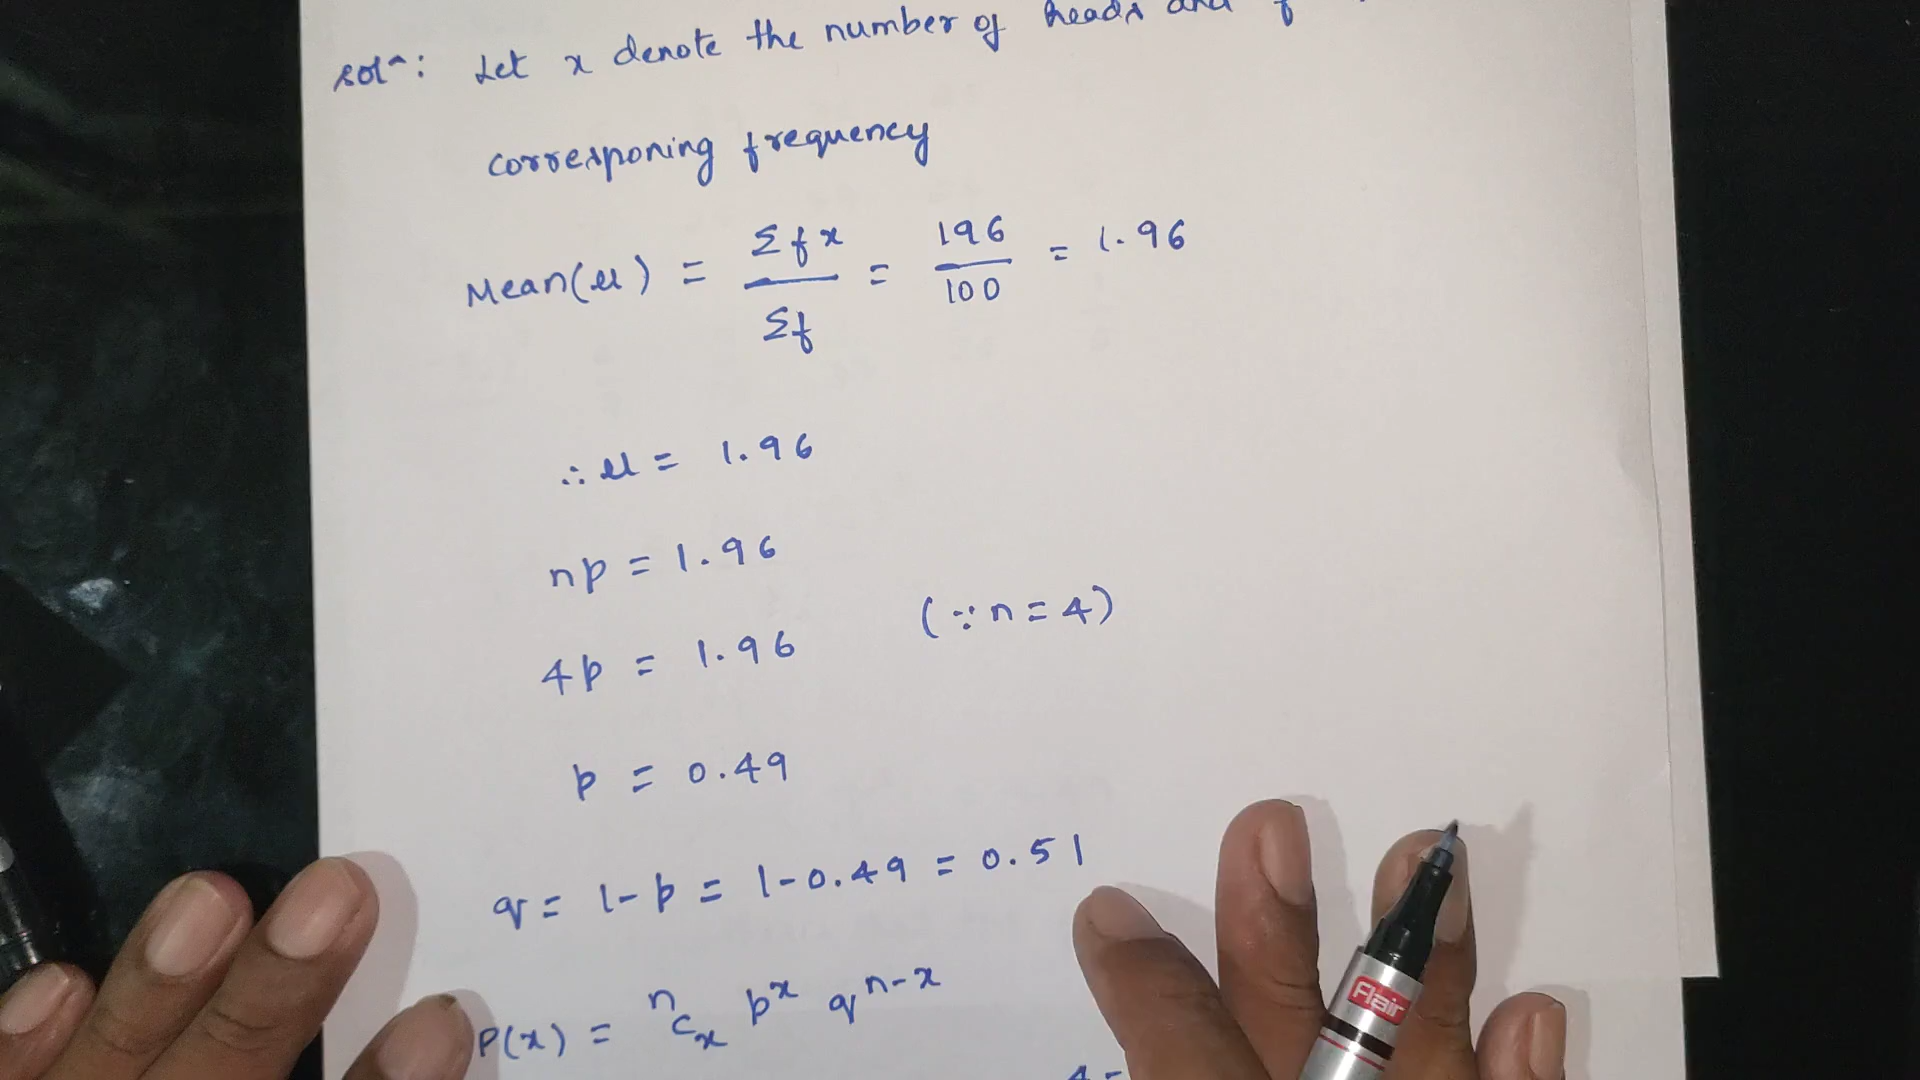 solⁿ: Let x denote the number of heads and f
corresponing frequency
Mean(μ) = Σfx / Σf = 196 / 100 = 1.96
∴ μ = 1.96
np = 1.96
4p = 1.96 (∵ n = 4)
p = 0.49
q = 1-p = 1-0.49 = 0.51
P(x) = ⁿCₓ pˣ qⁿ⁻ˣ
Flair